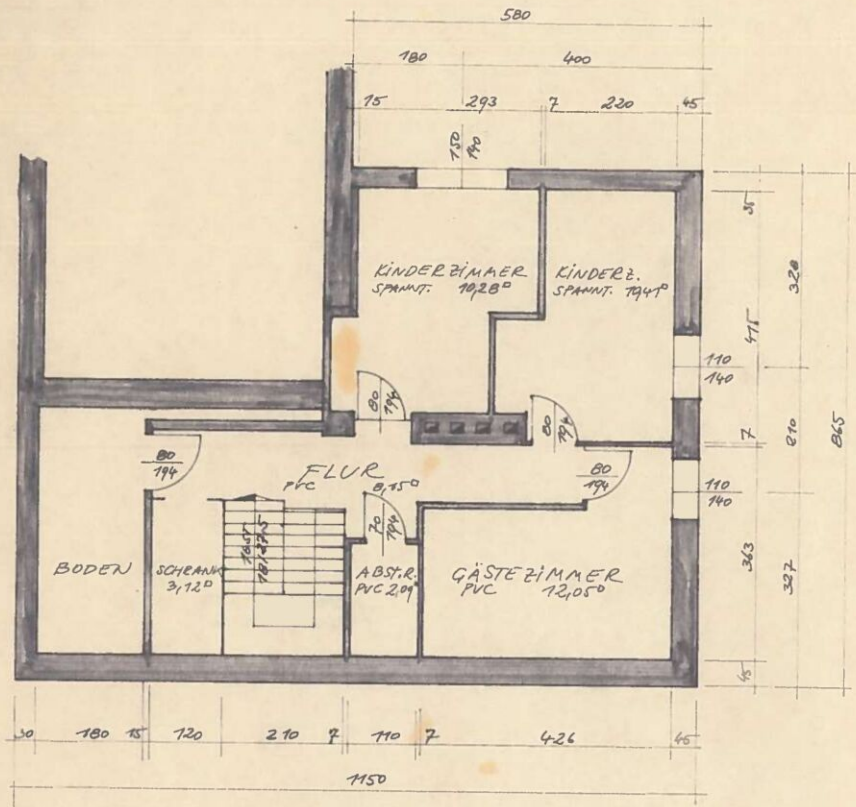 580
180 400
15 293 7 220 45
150
140
35
KINDERZIMMER
SPANNT. 10,28□
KINDERZ.
SPANNT.
328
415
110
140
80
194
80
194
7
210
865
80
194
FLUR
PVC 8,15□
80
194
110
140
70
194
BODEN
SCHRANK
3,12□
ABST.R.
PVC 2,09□
GÄSTEZIMMER
PVC 12,05□
363
327
45
30 180 15 120 210 7 110 7 426 45
1150